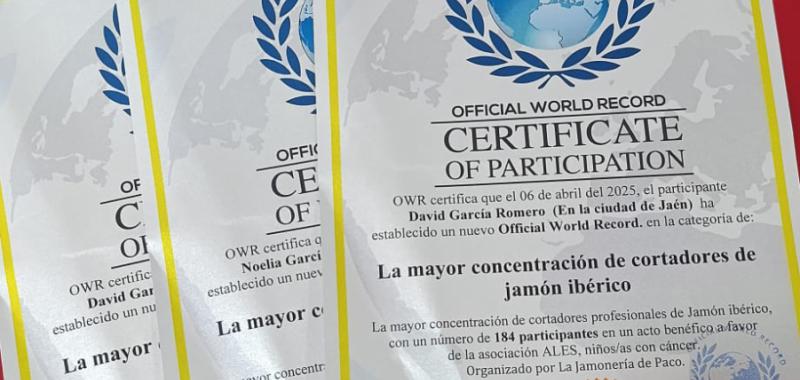 OFFICIAL WORLD RECORD
CERTIFICATE
OF PARTICIPATION
OWR certifica que el 06 de abril del 2025, el participante
David García Romero (En la ciudad de Jaén) ha
establecido un nuevo Official World Record. en la categoria de:
La mayor concentración de cortadores de
jamón ibérico
La mayor concentración de cortadores profesionales de Jamón ibérico,
con un número de 184 participantes en un acto benéfico a favor
de la asociación ALES, niños/as con cáncer.
Organizado por La Jamonería de Paco.
OFFIC
CE
OF
OWR certifica q
Noelia Garcí
establecido un nuev
La mayor c
La mayor concentr
OF
C
OI
OWR certific
David Gar
establecido un nu
La mayor